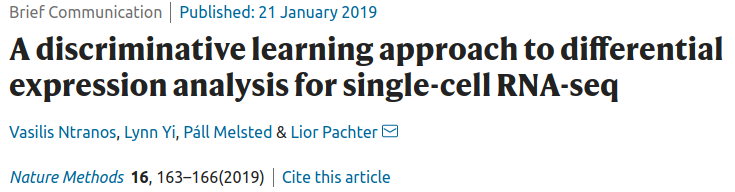 Brief Communication | Published: 21 January 2019
A discriminative learning approach to differential
expression analysis for single-cell RNA-seq
Vasilis Ntranos, Lynn Yi, Páll Melsted & Lior Pachter
Nature Methods 16, 163–166(2019) | Cite this article